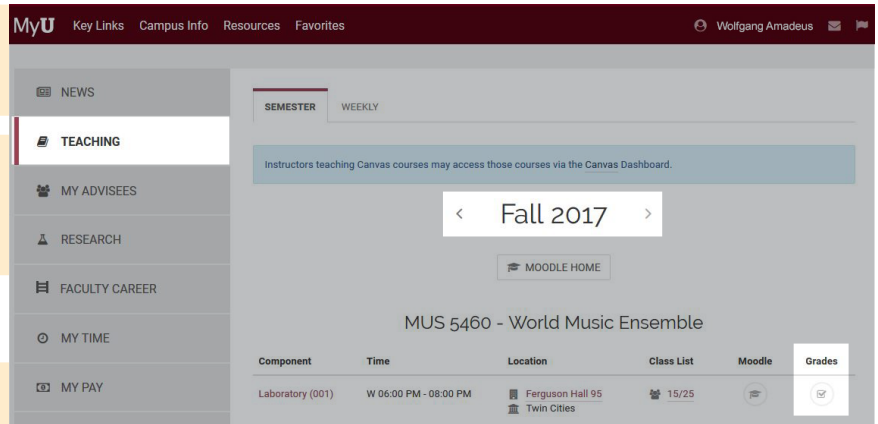 MyU Key Links Campus Info Resources Favorites Wolfgang Amadeus
NEWS
TEACHING
MY ADVISEES
RESEARCH
FACULTY CAREER
MY TIME
MY PAY
SEMESTER WEEKLY
Instructors teaching Canvas courses may access those courses via the Canvas Dashboard.
< Fall 2017 >
MOODLE HOME
MUS 5460 - World Music Ensemble
Component Time Location Class List Moodle Grades
Laboratory (001) W 06:00 PM - 08:00 PM Ferguson Hall 95 15/25
Twin Cities